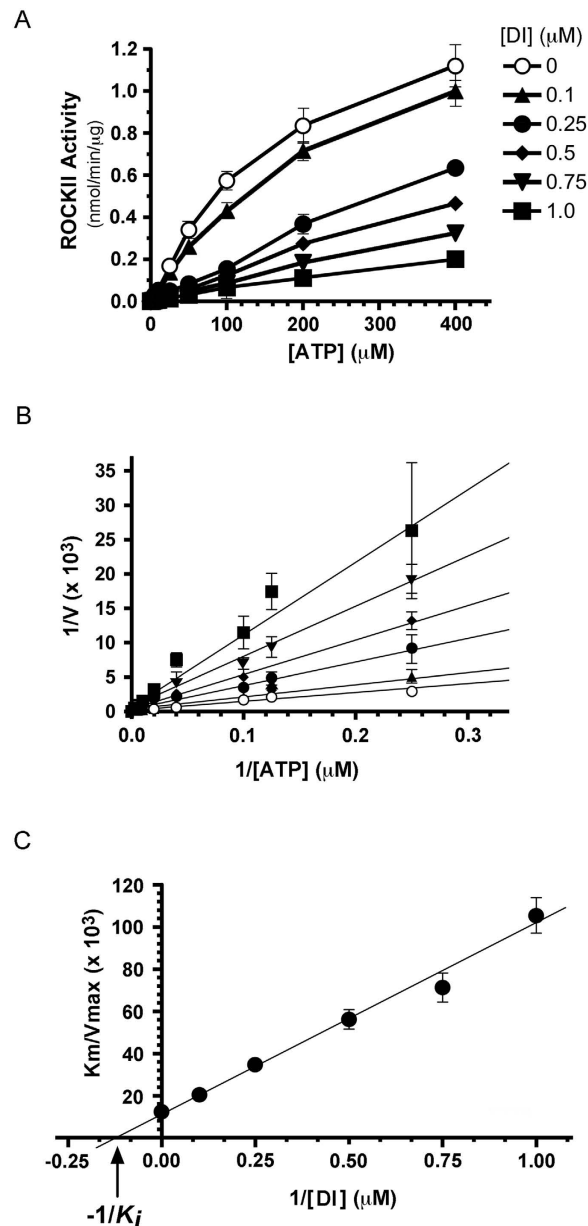 A
[DI] (µM)
0
0.1
0.25
0.5
0.75
1.0
ROCKII Activity
(nmol/min/µg)
1.2
1.0
0.8
0.6
0.4
0.2
0.0
0 100 200 300 400
[ATP] (µM)
B
1/V (x 10³)
35
30
25
20
15
10
5
0
0.0 0.1 0.2 0.3
1/[ATP] (µM)
C
Km/Vmax (x 10³)
120
100
80
60
40
20
-0.25 0.00 0.25 0.50 0.75 1.00
1/[DI] (µM)
-1/Ki